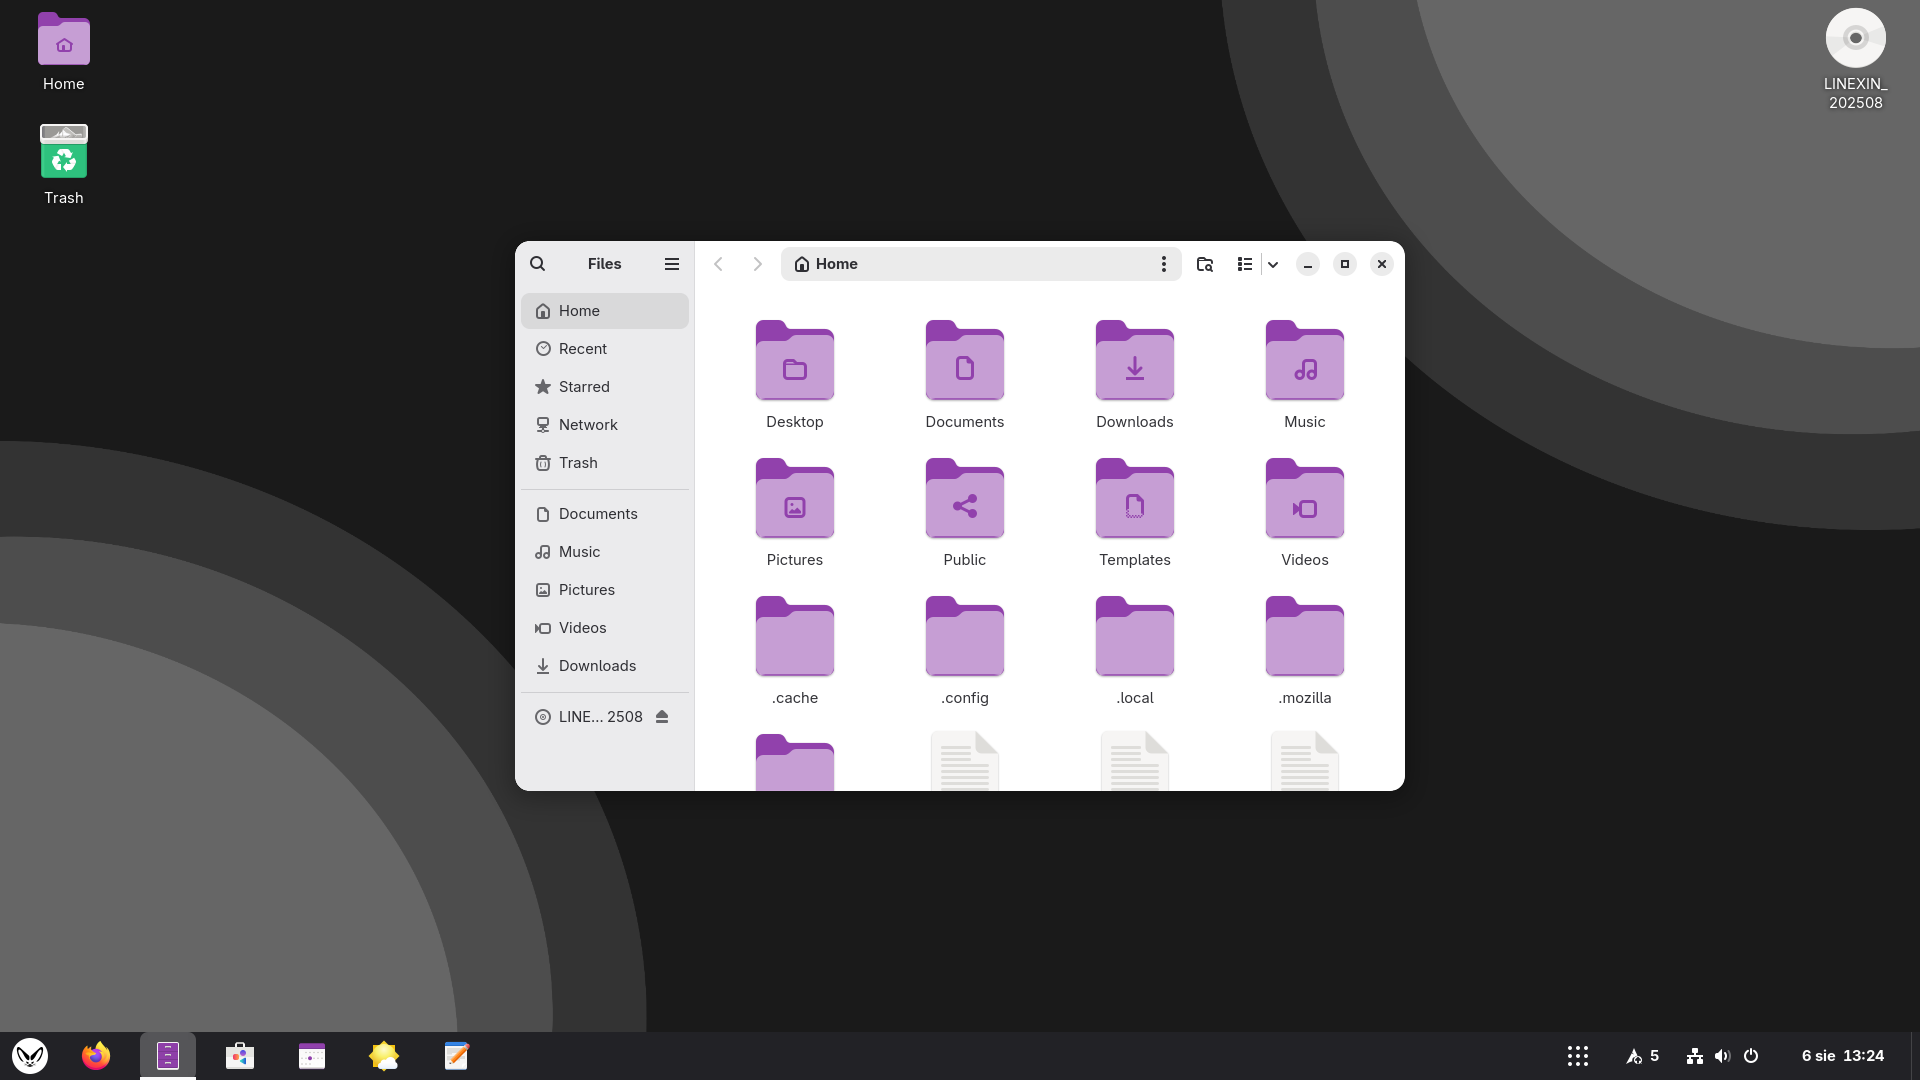 Home
Trash
LINEXIN_
202508
Files
Home
Home
Recent
Starred
Network
Trash
Documents
Music
Pictures
Videos
Downloads
LINE... 2508
Desktop
Documents
Downloads
Music
Pictures
Public
Templates
Videos
.cache
.config
.local
.mozilla
5
6 sie 13:24